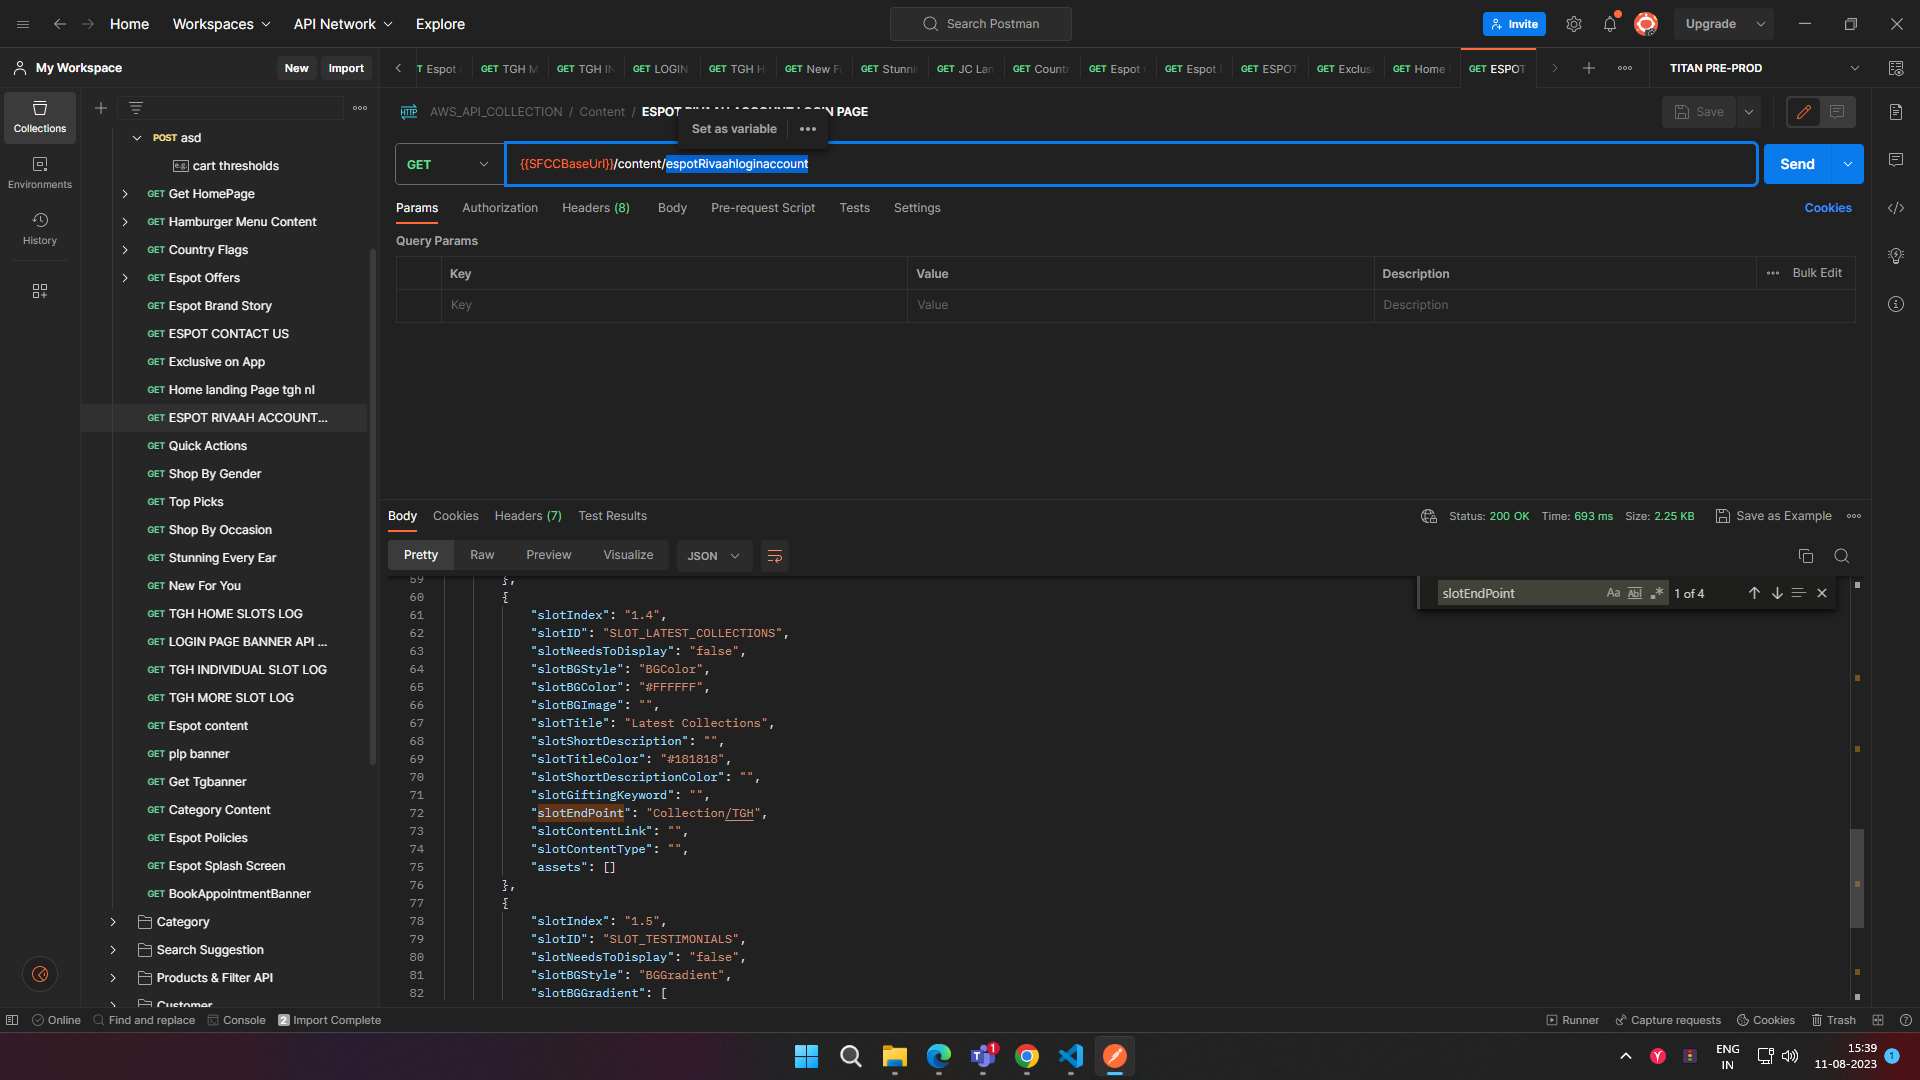 Home
Workspaces
API Network
Explore
Search Postman
Invite
Upgrade
My Workspace
New
Import
GET TGH
GET TGH IN
GET LOGIN
GET TGH H
GET New F
GET Stunni
GET JC Lan
GET Countr
GET Espot
GET Espot
GET ESPOT
GET Exclus
GET Home
GET ESPOT
TITAN PRE-PROD
Collections
Environments
History
POST asd
cart thresholds
GET Get HomePage
GET Hamburger Menu Content
GET Country Flags
GET Espot Offers
GET Espot Brand Story
GET ESPOT CONTACT US
GET Exclusive on App
GET Home landing Page tgh nl
GET ESPOT RIVAAH ACCOUNT...
GET Quick Actions
GET Shop By Gender
GET Top Picks
GET Shop By Occasion
GET Stunning Every Ear
GET New For You
GET TGH HOME SLOTS LOG
GET LOGIN PAGE BANNER API ...
GET TGH INDIVIDUAL SLOT LOG
GET TGH MORE SLOT LOG
GET Espot content
GET plp banner
GET Get Tgbanner
GET Category Content
GET Espot Policies
GET Espot Splash Screen
GET BookAppointmentBanner
Category
Search Suggestion
Products & Filter API
Customer
AWS_API_COLLECTION / Content / ESPOT RIVAAH ACCOUNT LOGIN PAGE
Save
Set as variable
GET
{{SFCCBaseUrl}}/content/espotRivaahloginaccount
Send
Params
Authorization
Headers (8)
Body
Pre-request Script
Tests
Settings
Cookies
Query Params
Key Value Description Bulk Edit
Key Value Description
Body
Cookies
Headers (7)
Test Results
Status: 200 OK Time: 693 ms Size: 2.25 KB
Save as Example
Pretty
Raw
Preview
Visualize
JSON
slotEndPoint
Aa
1 of 4
59 },
60 {
61 "slotIndex": "1.4",
62 "slotID": "SLOT_LATEST_COLLECTIONS",
63 "slotNeedsToDisplay": "false",
64 "slotBGStyle": "BGColor",
65 "slotBGColor": "#FFFFFF",
66 "slotBGImage": "",
67 "slotTitle": "Latest Collections",
68 "slotShortDescription": "",
69 "slotTitleColor": "#181818",
70 "slotShortDescriptionColor": "",
71 "slotGiftingKeyword": "",
72 "slotEndPoint": "Collection/TGH",
73 "slotContentLink": "",
74 "slotContentType": "",
75 "assets": []
76 },
77 {
78 "slotIndex": "1.5",
79 "slotID": "SLOT_TESTIMONIALS",
80 "slotNeedsToDisplay": "false",
81 "slotBGStyle": "BGGradient",
82 "slotBGGradient": [
Online
Find and replace
Console
2 Import Complete
Runner
Capture requests
Cookies
Trash
ENG
IN
15:39
11-08-2023
1